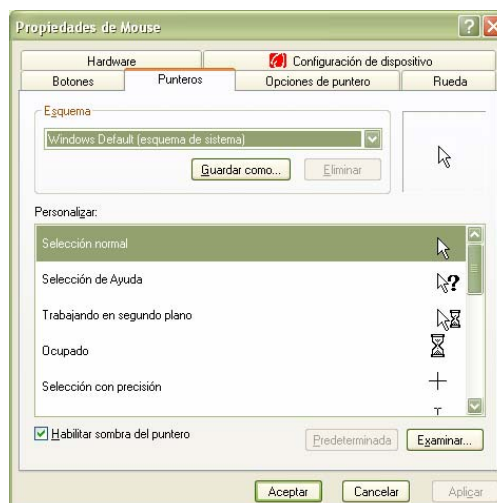 Propiedades de Mouse
Hardware
Configuración de dispositivo
Botones
Punteros
Opciones de puntero
Rueda
Esquema
Windows Default (esquema de sistema)
Guardar como...
Eliminar
Personalizar:
Selección normal
Selección de Ayuda
Trabajando en segundo plano
Ocupado
Selección con precisión
Habilitar sombra del puntero
Predeterminada
Examinar...
Aceptar
Cancelar
Aplicar